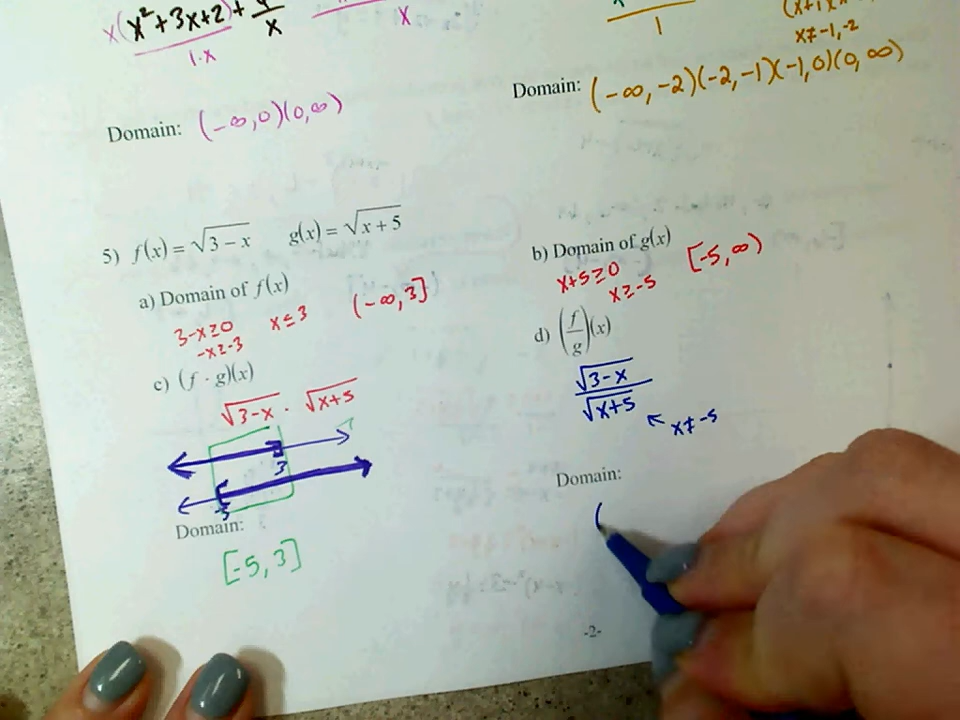 x(x²+3x+2)+4/x
1·x
x
1
x≠-1,-2
Domain: (-∞,0)(0,∞)
Domain: (-∞,-2)(-2,-1)(-1,0)(0,∞)
5) f(x) = √(3 − x) g(x) = √(x + 5)
a) Domain of f(x)
3-x≥0 x≤3 (-∞,3]
-x≥-3
b) Domain of g(x)
x+5≥0 [-5,∞)
x≥-5
c) (f · g)(x)
√(3-x) · √(x+5)
3
-5
Domain:
[-5,3]
d) (f/g)(x)
√(3-x)/√(x+5)
← x≠-5
Domain:
(
-2-